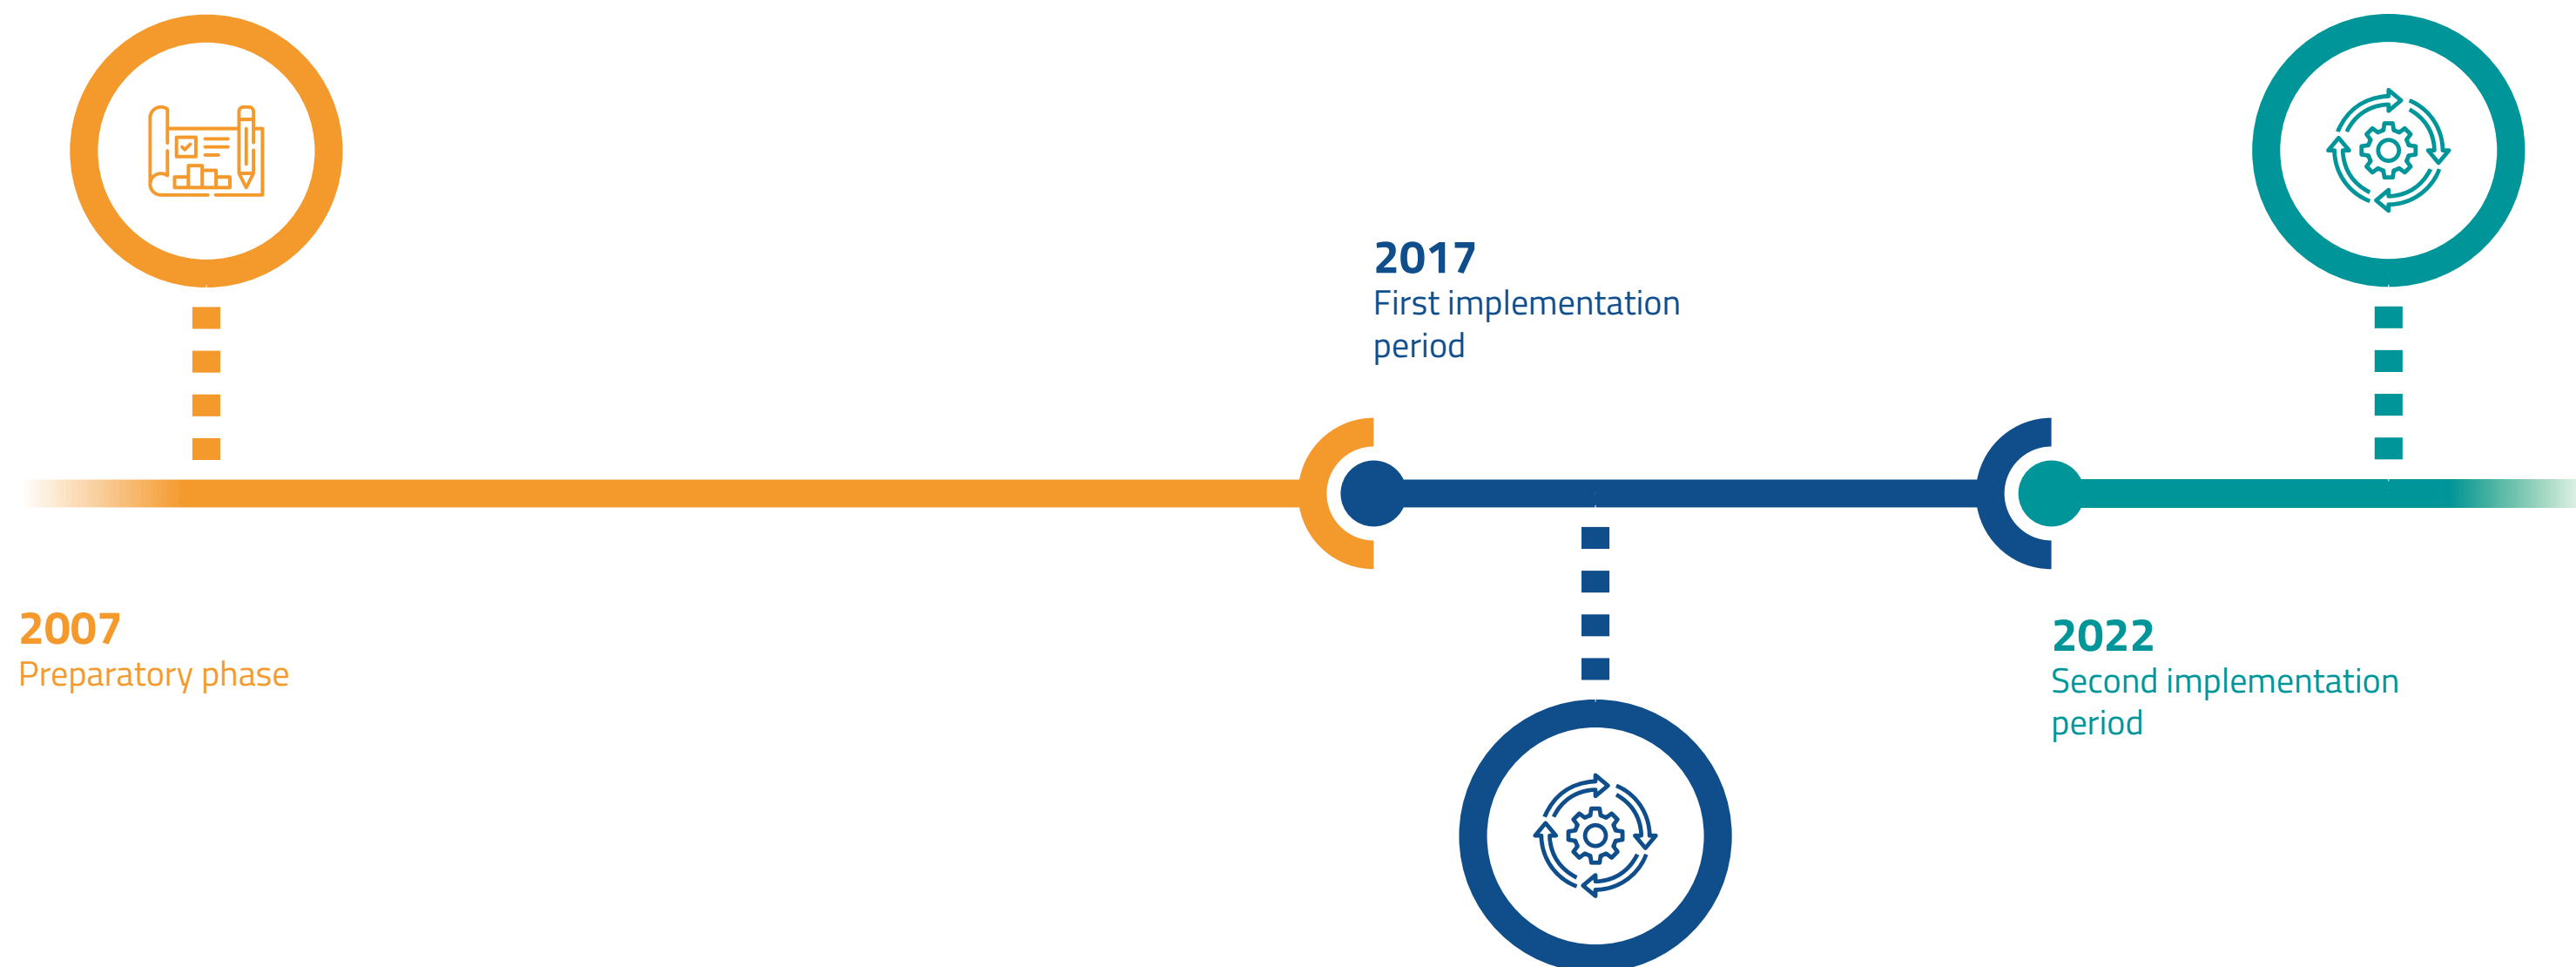 2007
Preparatory phase
2017
First implementation
period
2022
Second implementation
period